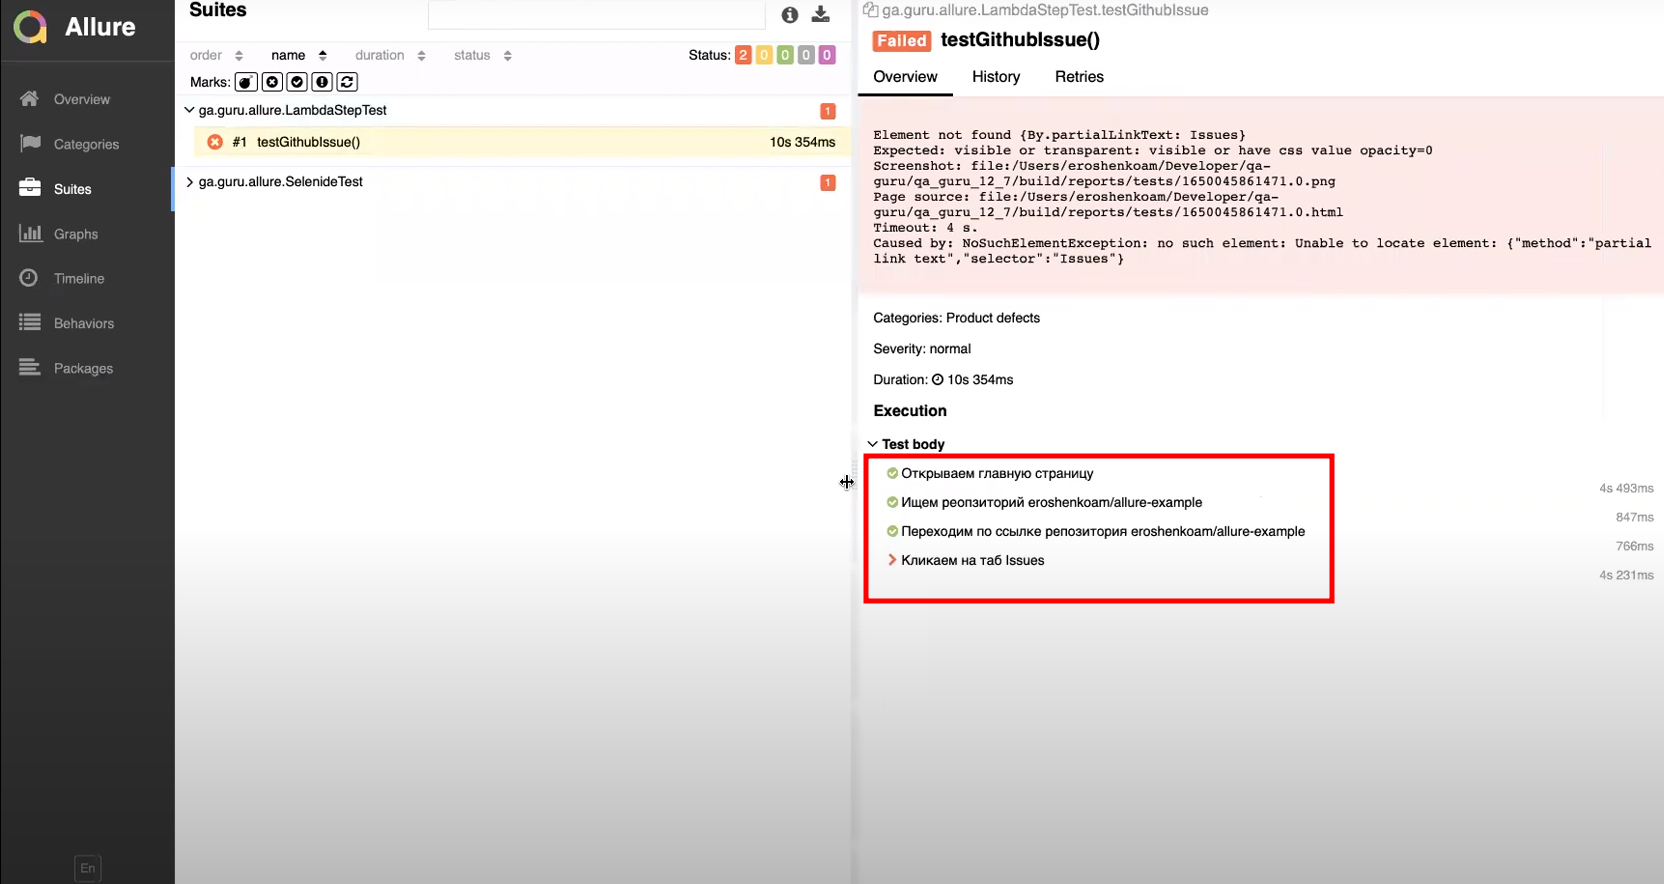 Allure
Overview
Categories
Suites
Graphs
Timeline
Behaviors
Packages
En
Suites
order name duration status Status: 2 0 0 0 0
Marks:
ga.guru.allure.LambdaStepTest 1
#1 testGithubIssue() 10s 354ms
ga.guru.allure.SelenideTest 1
ga.guru.allure.LambdaStepTest.testGithubIssue
Failed testGithubIssue()
Overview History Retries
Element not found {By.partialLinkText: Issues}
Expected: visible or transparent: visible or have css value opacity=0
Screenshot: file:/Users/eroshenkoam/Developer/qa-
guru/qa_guru_12_7/build/reports/tests/1650045861471.0.png
Page source: file:/Users/eroshenkoam/Developer/qa-
guru/qa_guru_12_7/build/reports/tests/1650045861471.0.html
Timeout: 4 s.
Caused by: NoSuchElementException: no such element: Unable to locate element: {"method":"partial
link text","selector":"Issues"}
Categories: Product defects
Severity: normal
Duration: 10s 354ms
Execution
Test body
Открываем главную страницу
4s 493ms
Ищем реопзиторий eroshenkoam/allure-example
847ms
Переходим по ссылке репозитория eroshenkoam/allure-example
766ms
Кликаем на таб Issues
4s 231ms